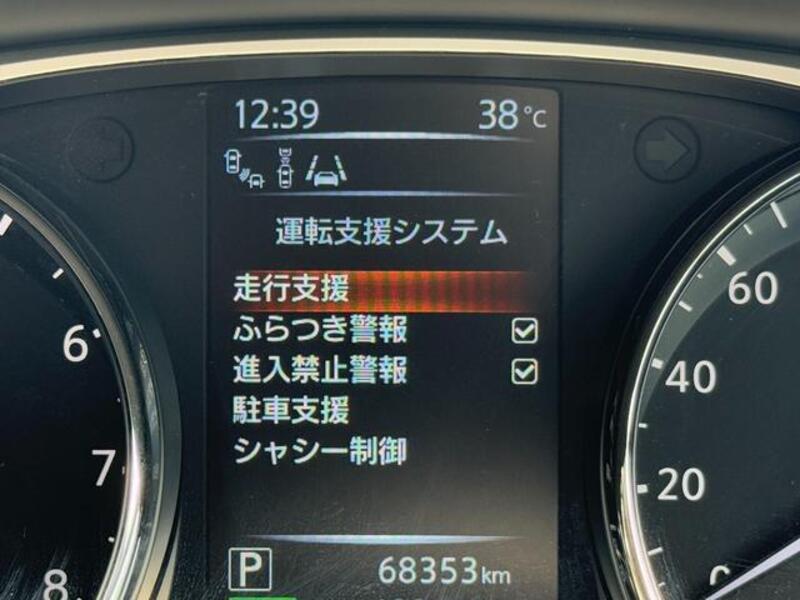 12:39 38℃
運転支援システム
走行支援
ふらつき警報
進入禁止警報
駐車支援
シャシー制御
P 68353km
6
7
8
60
40
20
0